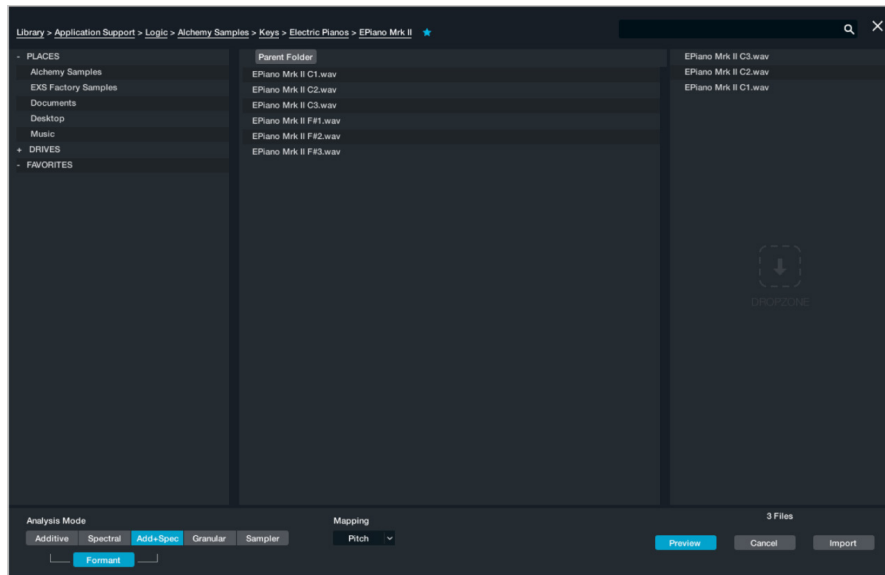 Library > Application Support > Logic > Alchemy Samples > Keys > Electric Pianos > EPiano Mrk II
- PLACES
Alchemy Samples
EXS Factory Samples
Documents
Desktop
Music
+ DRIVES
- FAVORITES
Parent Folder
EPiano Mrk II C1.wav
EPiano Mrk II C2.wav
EPiano Mrk II C3.wav
EPiano Mrk II F#1.wav
EPiano Mrk II F#2.wav
EPiano Mrk II F#3.wav
EPiano Mrk II C3.wav
EPiano Mrk II C2.wav
EPiano Mrk II C1.wav
DROPZONE
Analysis Mode
Additive Spectral Add+Spec Granular Sampler
Formant
Mapping
Pitch
3 Files
Preview Cancel Import